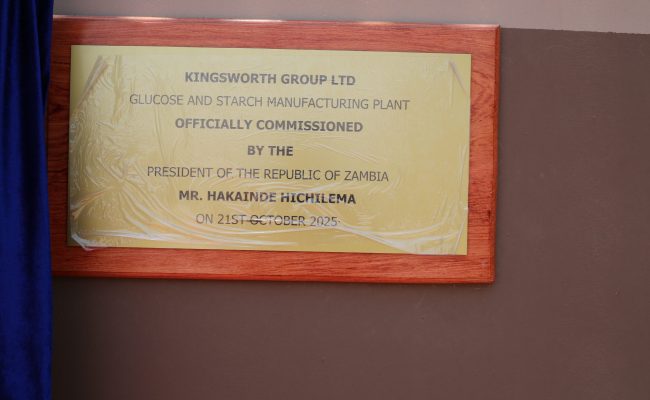 KINGSWORTH GROUP LTD
GLUCOSE AND STARCH MANUFACTURING PLANT
OFFICIALLY COMMISSIONED
BY THE
PRESIDENT OF THE REPUBLIC OF ZAMBIA
MR. HAKAINDE HICHILEMA
ON 21ST OCTOBER 2025